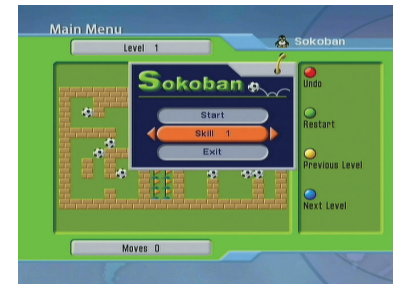 Main Menu
Level 1
Sokoban
Sokoban
Start
Skill 1
Exit
Undo
Restart
Previous Level
Next Level
Moves 0